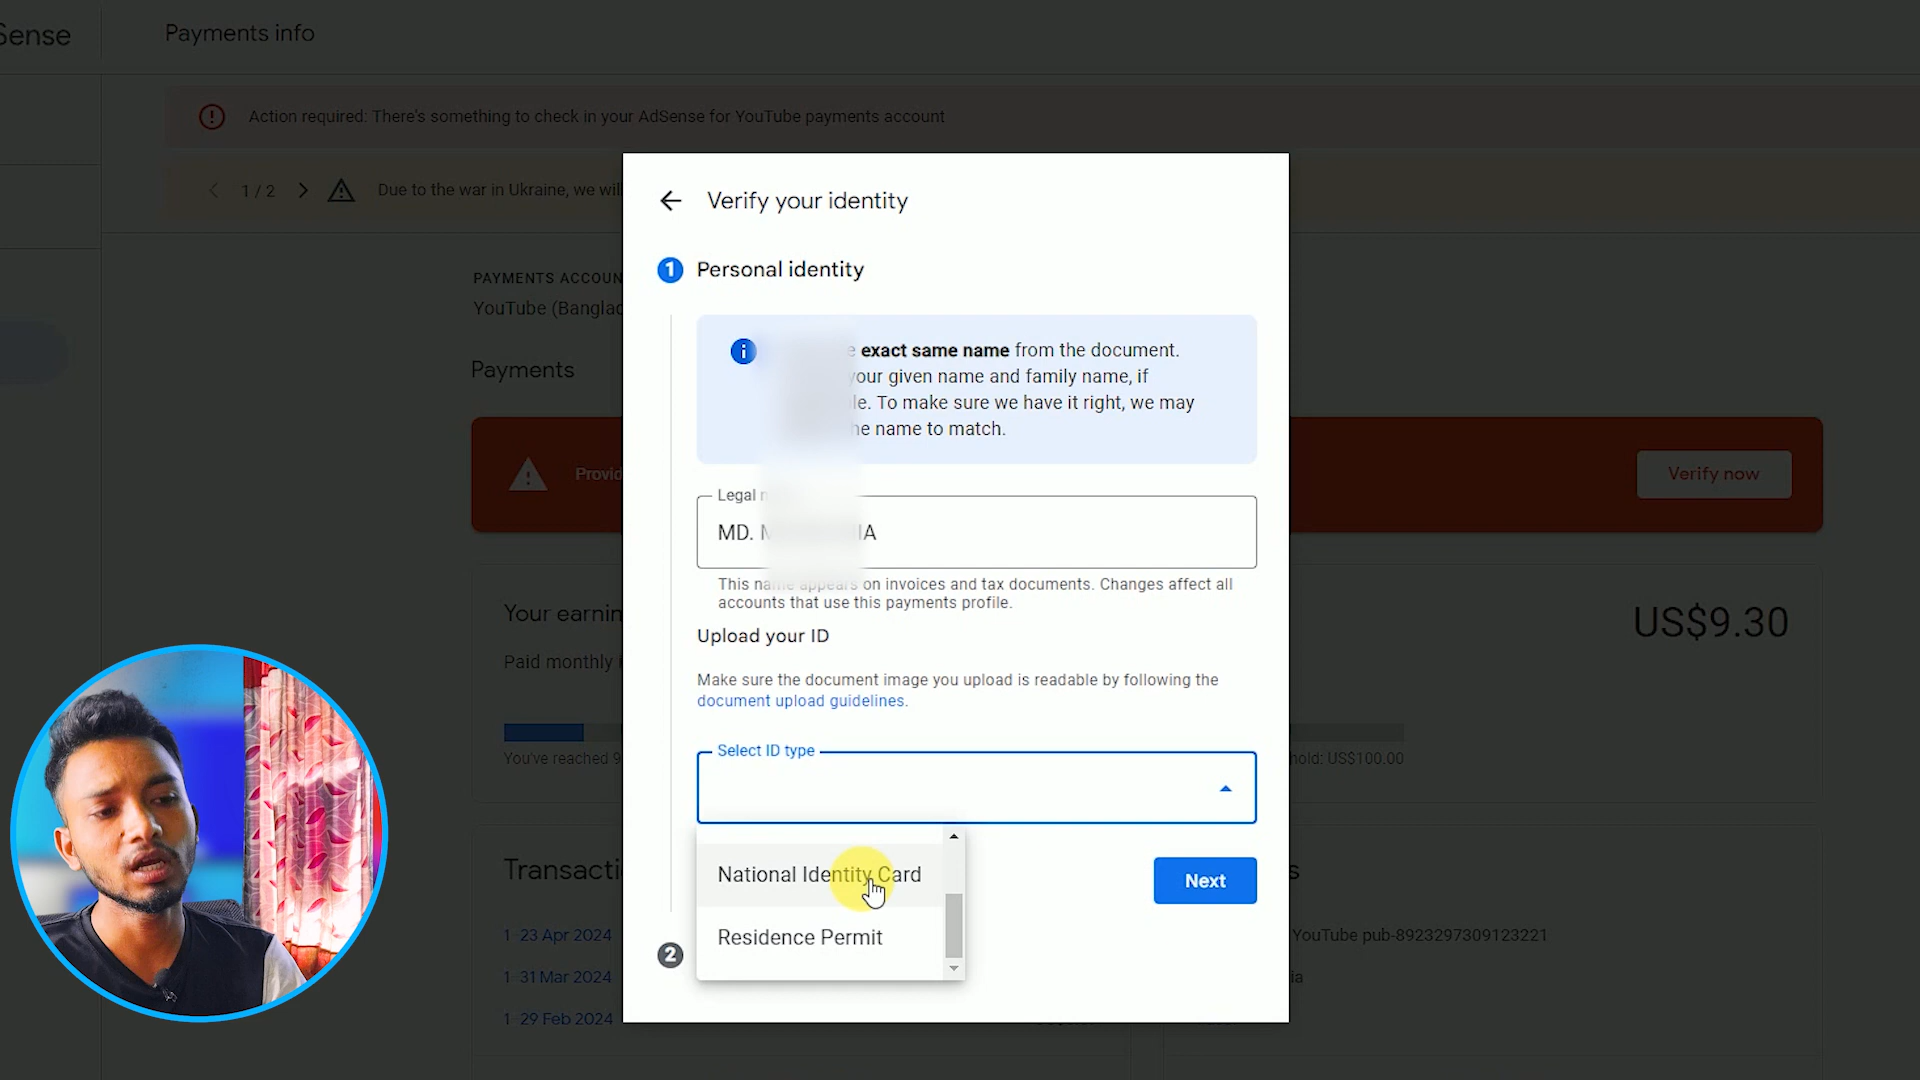 Sense
Payments info
Action required: There's something to check in your AdSense for YouTube payments account
1 / 2
Due to the war in Ukraine, we wil
Verify your identity
1 Personal identity
exact same name from the document.
your given name and family name, if
To make sure we have it right, we may
the name to match.
Legal
MD.
This name appears on invoices and tax documents. Changes affect all
accounts that use this payments profile.
Upload your ID
Make sure the document image you upload is readable by following the
document upload guidelines.
Select ID type
National Identity Card
Residence Permit
Next
2
PAYMENTS ACCOUN
YouTube (Banglad
Payments
Provid
Verify now
Your earnin
Paid monthly
US$9.30
You've reached 9
hold: US$100.00
Transacti
1–23 Apr 2024
1–31 Mar 2024
1–29 Feb 2024
YouTube pub-8923297309123221